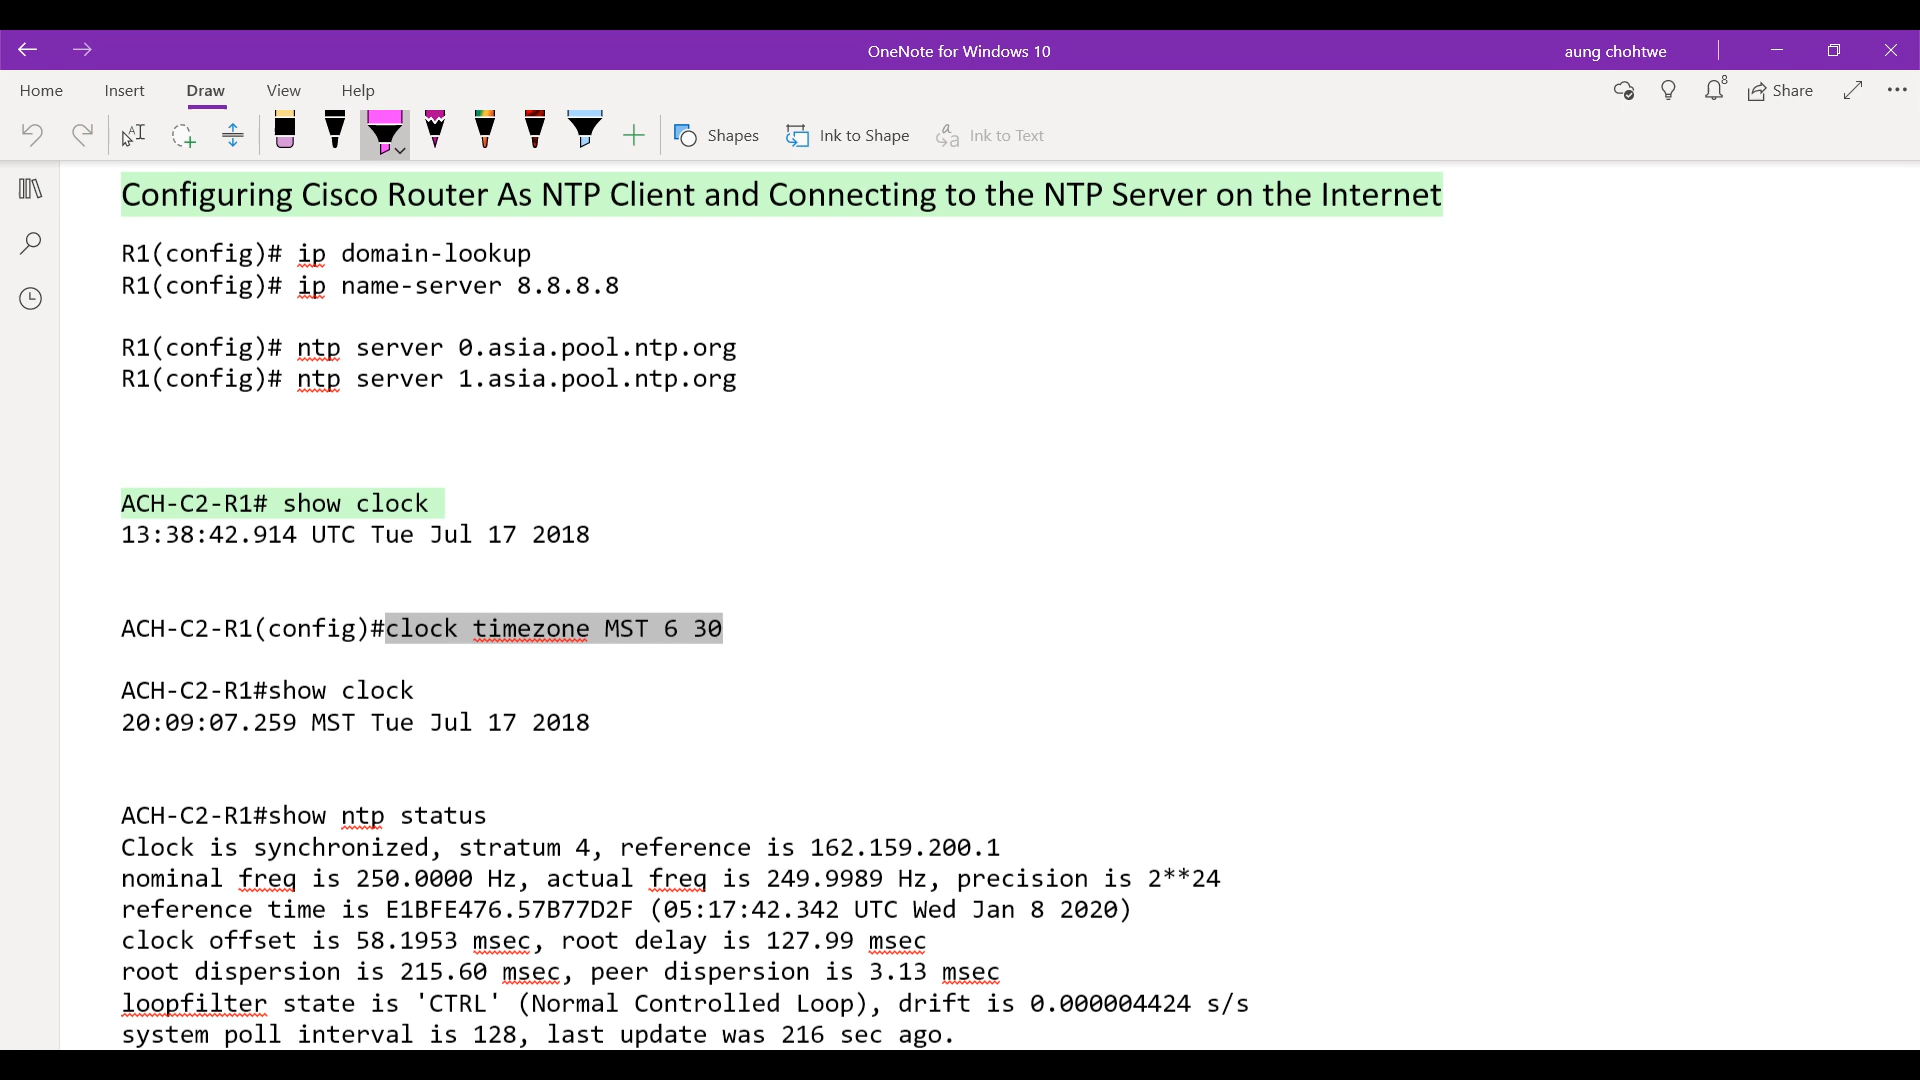 OneNote for Windows 10
aung chohtwe
Home Insert Draw View Help
8
Share
Shapes
Ink to Shape
Ink to Text
Configuring Cisco Router As NTP Client and Connecting to the NTP Server on the Internet
R1(config)# ip domain-lookup
R1(config)# ip name-server 8.8.8.8
R1(config)# ntp server 0.asia.pool.ntp.org
R1(config)# ntp server 1.asia.pool.ntp.org
ACH-C2-R1# show clock
13:38:42.914 UTC Tue Jul 17 2018
ACH-C2-R1(config)#clock timezone MST 6 30
ACH-C2-R1#show clock
20:09:07.259 MST Tue Jul 17 2018
ACH-C2-R1#show ntp status
Clock is synchronized, stratum 4, reference is 162.159.200.1
nominal freq is 250.0000 Hz, actual freq is 249.9989 Hz, precision is 2**24
reference time is E1BFE476.57B77D2F (05:17:42.342 UTC Wed Jan 8 2020)
clock offset is 58.1953 msec, root delay is 127.99 msec
root dispersion is 215.60 msec, peer dispersion is 3.13 msec
loopfilter state is 'CTRL' (Normal Controlled Loop), drift is 0.000004424 s/s
system poll interval is 128, last update was 216 sec ago.